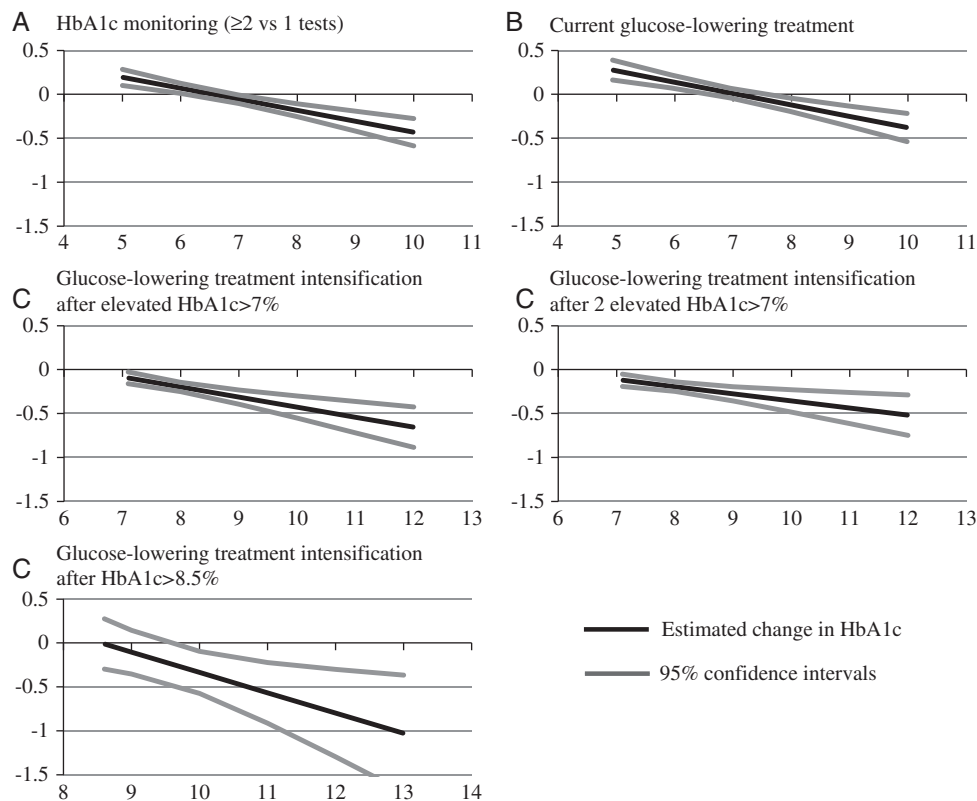 A HbA1c monitoring (≥2 vs 1 tests)
0.5
0
-0.5
-1
-1.5
4 5 6 7 8 9 10 11
B Current glucose-lowering treatment
0.5
0
-0.5
-1
-1.5
4 5 6 7 8 9 10 11
C Glucose-lowering treatment intensification
after elevated HbA1c>7%
0.5
0
-0.5
-1
-1.5
6 7 8 9 10 11 12 13
C Glucose-lowering treatment intensification
after 2 elevated HbA1c>7%
0.5
0
-0.5
-1
-1.5
6 7 8 9 10 11 12 13
C Glucose-lowering treatment intensification
after HbA1c>8.5%
0.5
0
-0.5
-1
-1.5
8 9 10 11 12 13 14
Estimated change in HbA1c
95% confidence intervals